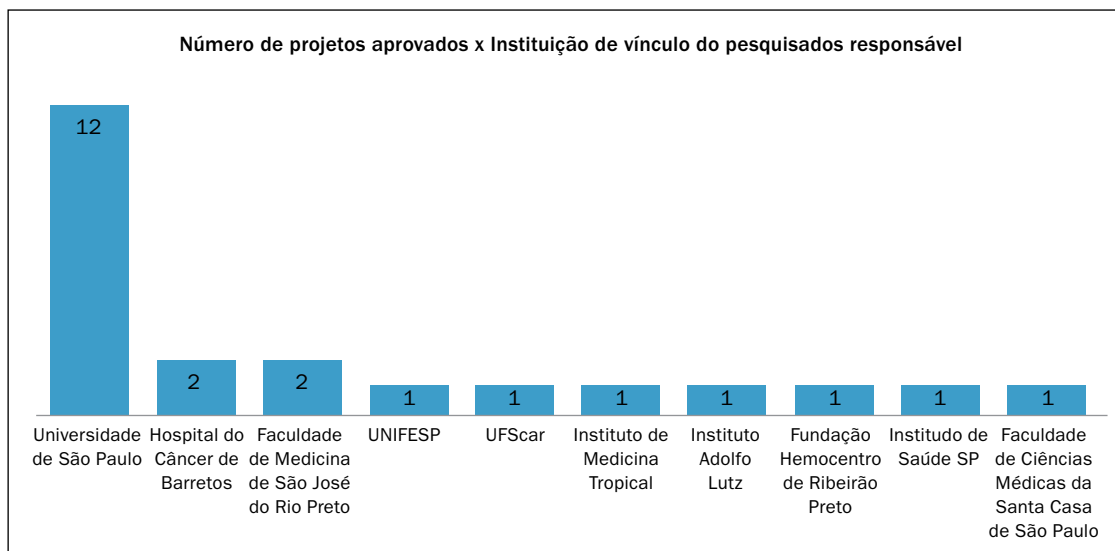 Número de projetos aprovados x Instituição de vínculo do pesquisados responsável
12
2
2
1
1
1
1
1
1
1
Universidade
de São Paulo
Hospital do
Câncer de
Barretos
Faculdade
de Medicina
de São José
do Rio Preto
UNIFESP
UFScar
Instituto de
Medicina
Tropical
Instituto
Adolfo
Lutz
Fundação
Hemocentro
de Ribeirão
Preto
Institudo de
Saúde SP
Faculdade
de Ciências
Médicas da
Santa Casa
de São Paulo